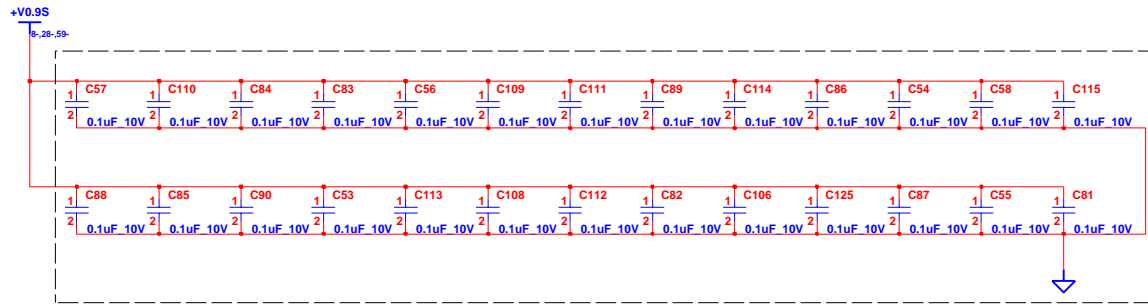 +V0.9S
8-,28-,59-
1 C57 1 C110 1 C84 1 C83 1 C56 1 C109 1 C111 1 C89 1 C114 1 C86 1 C54 1 C58 1 C115
2 2 2 2 2 2 2 2 2 2 2 2 2
0.1uF_10V 0.1uF_10V 0.1uF_10V 0.1uF_10V 0.1uF_10V 0.1uF_10V 0.1uF_10V 0.1uF_10V 0.1uF_10V 0.1uF_10V 0.1uF_10V 0.1uF_10V 0.1uF_10V
1 C88 1 C85 1 C90 1 C53 1 C113 1 C108 1 C112 1 C82 1 C106 1 C125 1 C87 1 C55 1 C81
2 2 2 2 2 2 2 2 2 2 2 2 2
0.1uF_10V 0.1uF_10V 0.1uF_10V 0.1uF_10V 0.1uF_10V 0.1uF_10V 0.1uF_10V 0.1uF_10V 0.1uF_10V 0.1uF_10V 0.1uF_10V 0.1uF_10V 0.1uF_10V